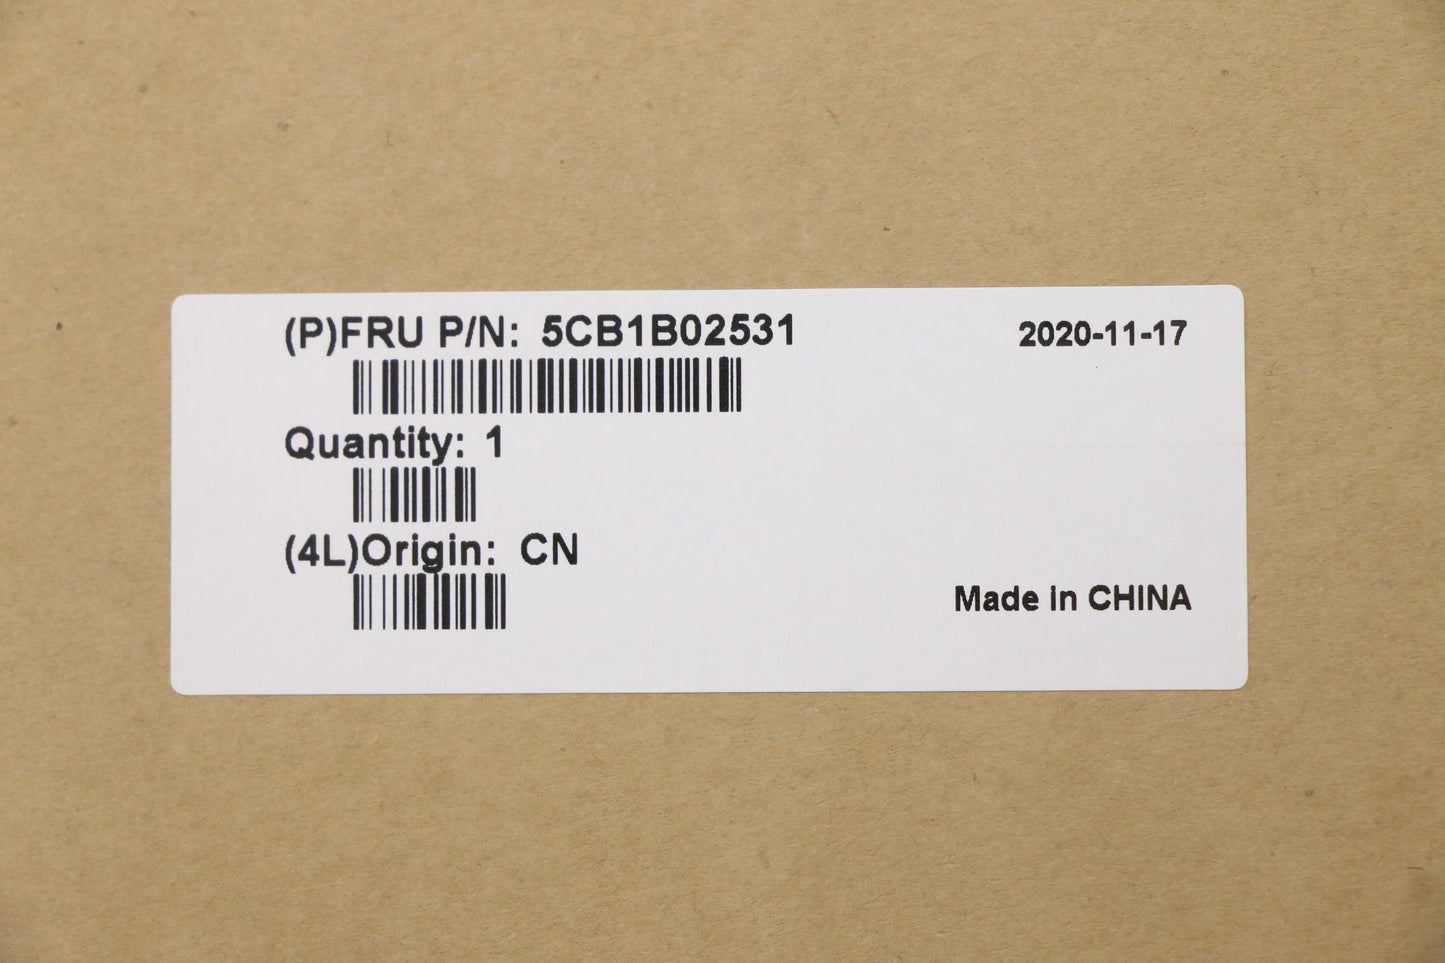 (P)FRU P/N: 5CB1B02531
2020-11-17
Quantity: 1
(4L)Origin: CN
Made in CHINA